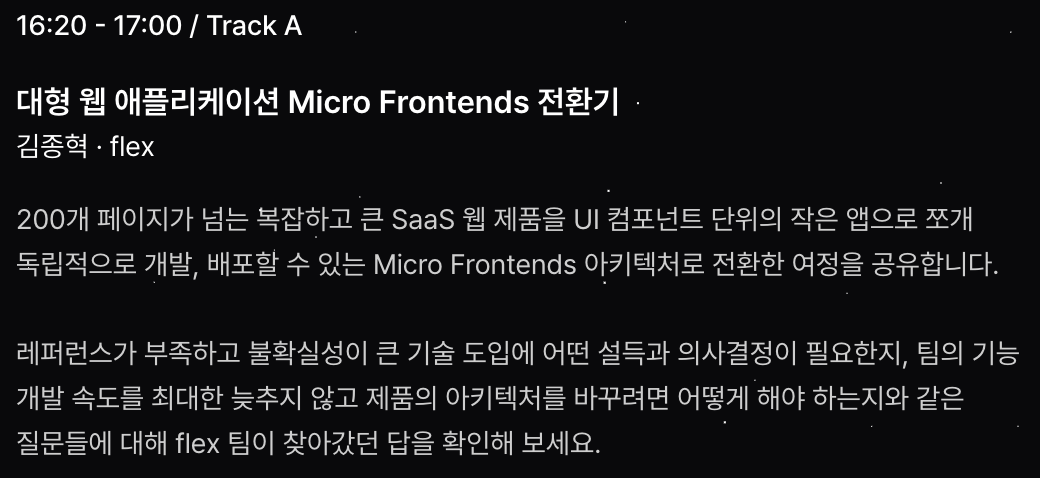 16:20 - 17:00 / Track A
대형 웹 애플리케이션 Micro Frontends 전환기
김종혁 · flex
200개 페이지가 넘는 복잡하고 큰 SaaS 웹 제품을 UI 컴포넌트 단위의 작은 앱으로 쪼개
독립적으로 개발, 배포할 수 있는 Micro Frontends 아키텍처로 전환한 여정을 공유합니다.
레퍼런스가 부족하고 불확실성이 큰 기술 도입에 어떤 설득과 의사결정이 필요한지, 팀의 기능
개발 속도를 최대한 늦추지 않고 제품의 아키텍처를 바꾸려면 어떻게 해야 하는지와 같은
질문들에 대해 flex 팀이 찾아갔던 답을 확인해 보세요.